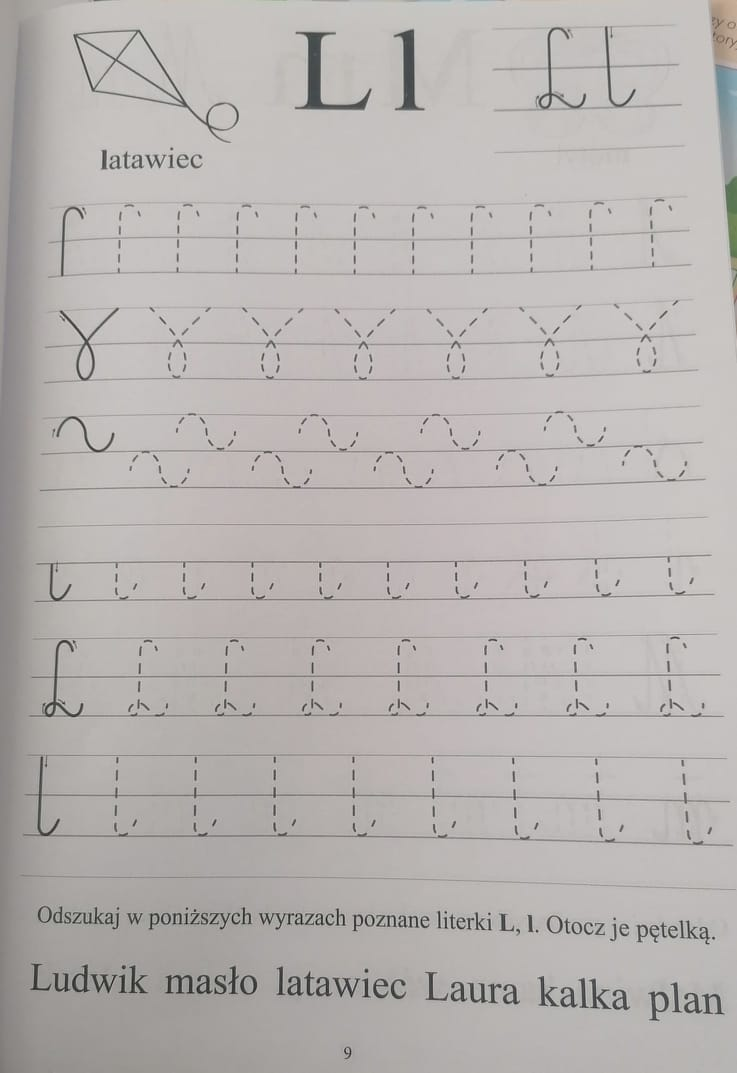 L l
L l
latawiec
Odszukaj w poniższych wyrazach poznane literki L, l. Otocz je pętelką.
Ludwik masło latawiec Laura kalka plan
9